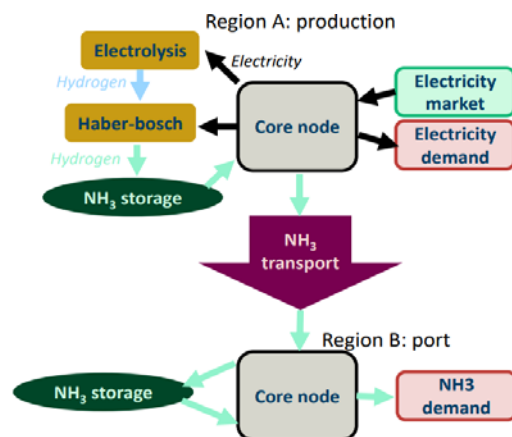 Region A: production
Electrolysis
Electricity
Hydrogen
Electricity
market
Haber-bosch
Core node
Electricity
demand
Hydrogen
NH₃ storage
NH₃
transport
Region B: port
NH₃ storage
Core node
NH3
demand